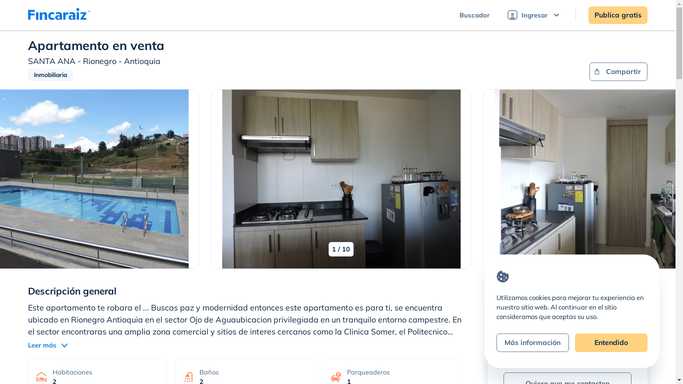 Fincaraiz
Buscador
Ingresar
Publica gratis
Apartamento en venta
SANTA ANA - Rionegro - Antioquia
Inmobiliaria
Compartir
1 / 10
Descripción general
Este apartamento te robara el ... Buscas paz y modernidad entonces este apartamento es para ti, se encuentra
ubicado en Rionegro Antioquia en el sector Ojo de Aguaubicacion privilegiada en un tranquilo entorno campestre. En
el sector encontraras una amplia zona comercial y sitios de interes cercanos como la Clinica Somer, el Politecnico...
Leer más
Habitaciones
2
Baños
2
Parqueaderos
1
Utilizamos cookies para mejorar tu experiencia en
nuestro sitio web. Al continuar en el sitio
consideramos que aceptas su uso.
Más información
Entendido
Quiero que me contacten